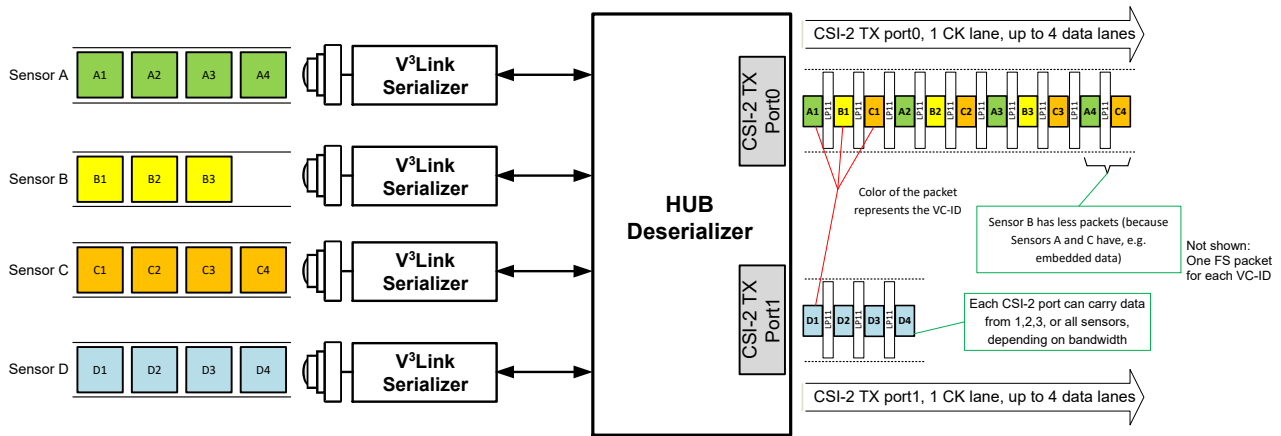 Sensor A
A1 A2 A3 A4
V³Link
Serializer
Sensor B
B1 B2 B3
V³Link
Serializer
Sensor C
C1 C2 C3 C4
V³Link
Serializer
Sensor D
D1 D2 D3 D4
V³Link
Serializer
HUB
Deserializer
CSI-2 TX
Port0
CSI-2 TX
Port1
CSI-2 TX port0, 1 CK lane, up to 4 data lanes
A1 LP11 B1 LP11 C1 LP11 A2 LP11 B2 LP11 C2 LP11 A3 LP11 B3 LP11 C3 LP11 A4 LP11 C4
Color of the packet
represents the VC-ID
Sensor B has less packets (because
Sensors A and C have, e.g.
embedded data)
Not shown:
One FS packet
for each VC-ID
D1 LP11 D2 LP11 D3 LP11 D4
Each CSI-2 port can carry data
from 1,2,3, or all sensors,
depending on bandwidth
CSI-2 TX port1, 1 CK lane, up to 4 data lanes